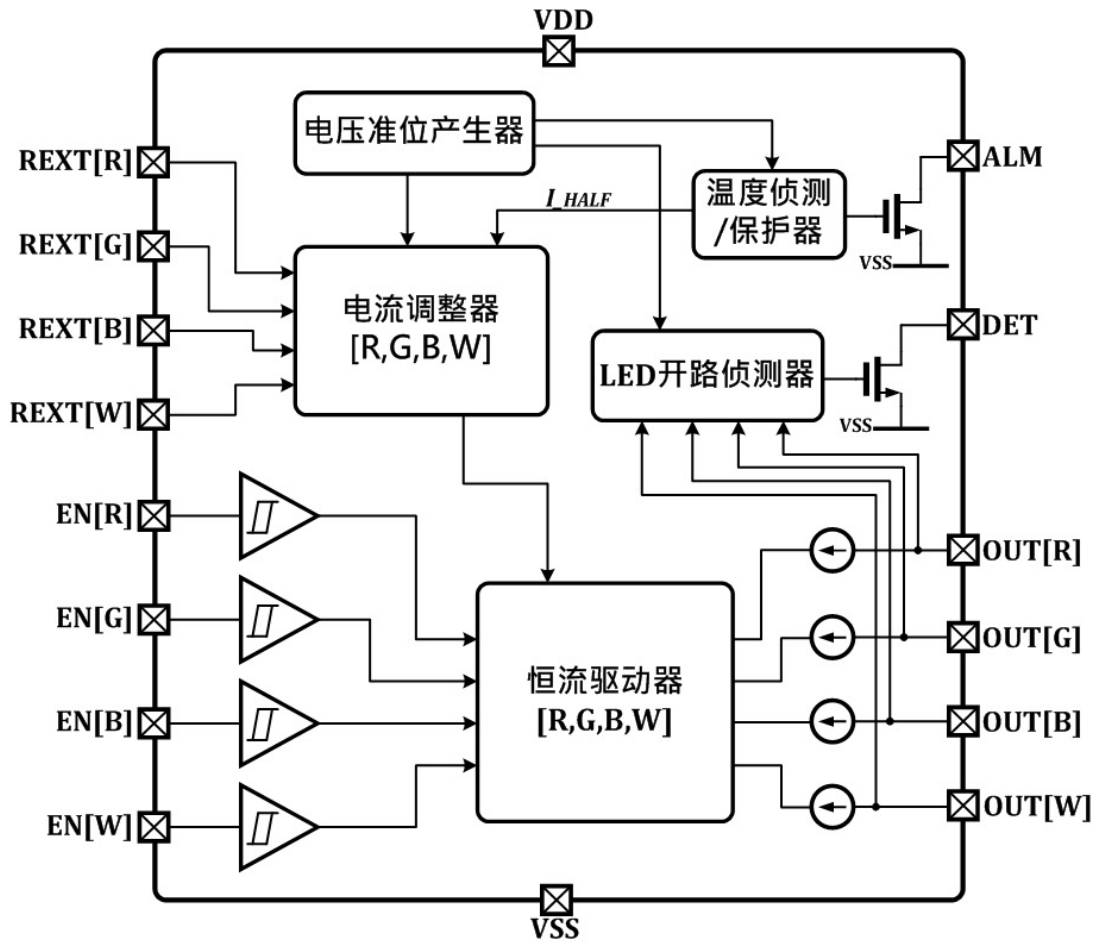 VDD
电压准位产生器
REXT[R]
ALM
温度侦测
/保护器
I_HALF
REXT[G]
VSS
电流调整器
[R,G,B,W]
REXT[B]
DET
LED开路侦测器
REXT[W]
VSS
EN[R]
OUT[R]
EN[G]
OUT[G]
恒流驱动器
[R,G,B,W]
EN[B]
OUT[B]
EN[W]
OUT[W]
VSS